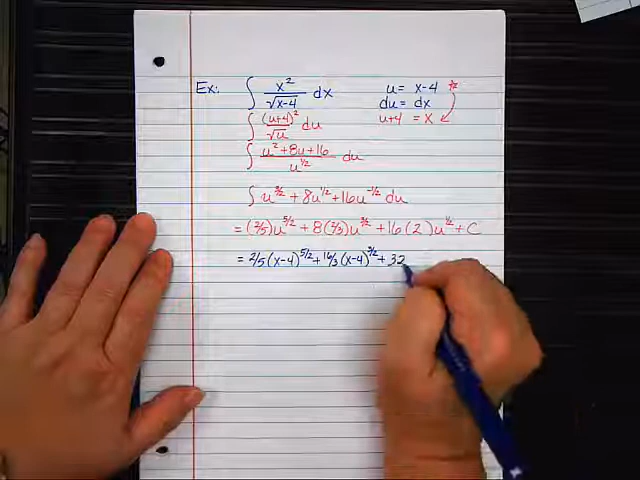 Ex: ∫ x²/√(x-4) dx   u = x-4
du = dx
∫ (u+4)²/√u du   u+4 = x
∫ (u²+8u+16)/u^(1/2) du
∫ u^(3/2) + 8u^(1/2) + 16u^(-1/2) du
= (2/5)u^(5/2) + 8(2/3)u^(3/2) + 16(2)u^(1/2) + C
= 2/5(x-4)^(5/2) + 16/3(x-4)^(3/2) + 32